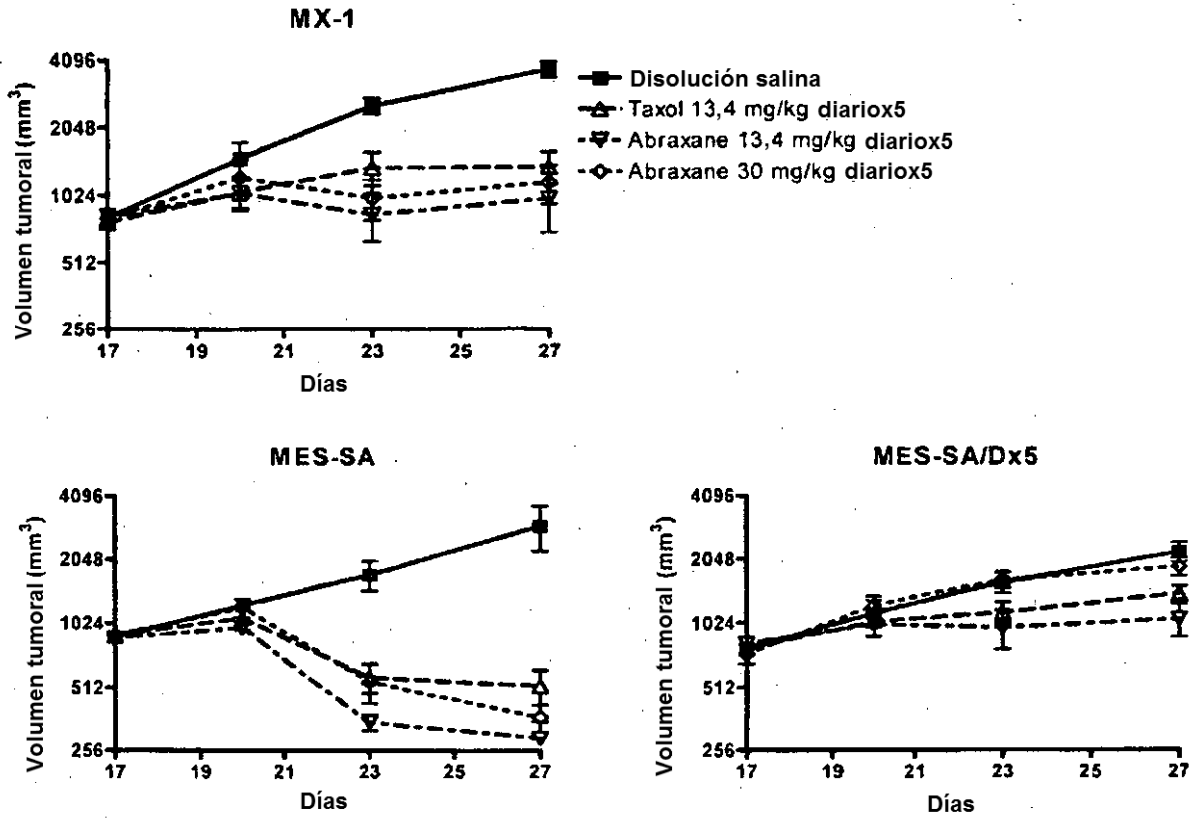 MX-1
Volumen tumoral (mm³)
4096
2048
1024
512
256
17 19 21 23 25 27
Días
Disolución salina
Taxol 13,4 mg/kg diariox5
Abraxane 13,4 mg/kg diariox5
Abraxane 30 mg/kg diariox5
MES-SA
Volumen tumoral (mm³)
4096
2048
1024
512
256
17 19 21 23 25 27
Días
MES-SA/Dx5
Volumen tumoral (mm³)
4096
2048
1024
512
256
17 19 21 23 25 27
Días